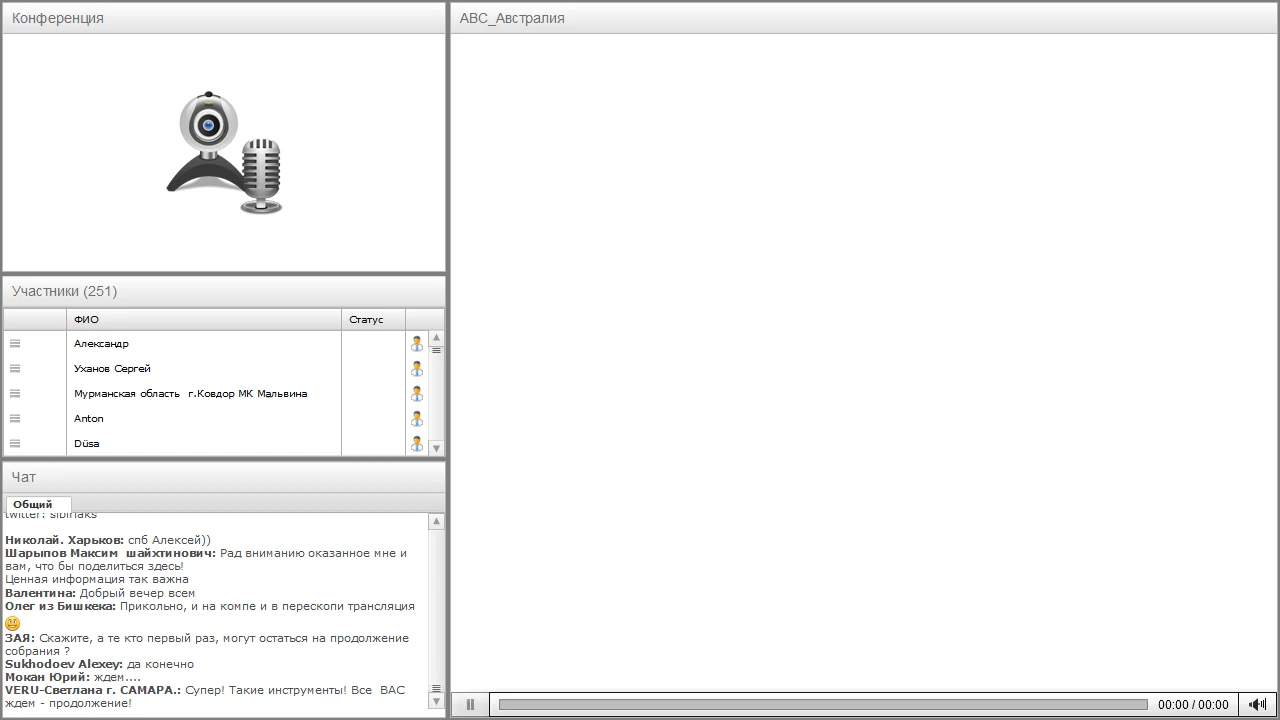 Конференция
АВС_Австралия
Участники (251)
ФИО
Статус
Александр
Уханов Сергей
Мурманская область г.Ковдор МК Мальвина
Anton
Düsa
Чат
Общий
twitter: sibiriaks
Николай. Харьков: спб Алексей))
Шарыпов Максим шайхтинович: Рад вниманию оказанное мне и
вам, что бы поделиться здесь!
Ценная информация так важна
Валентина: Добрый вечер всем
Олег из Бишкека: Прикольно, и на компе и в перескопи трансляция
ЗАЯ: Скажите, а те кто первый раз, могут остаться на продолжение
собрания ?
Sukhodoev Alexey: да конечно
Мокан Юрий: ждем....
VERU-Светлана г. САМАРА.: Супер! Такие инструменты! Все ВАС
ждем - продолжение!
00:00 / 00:00